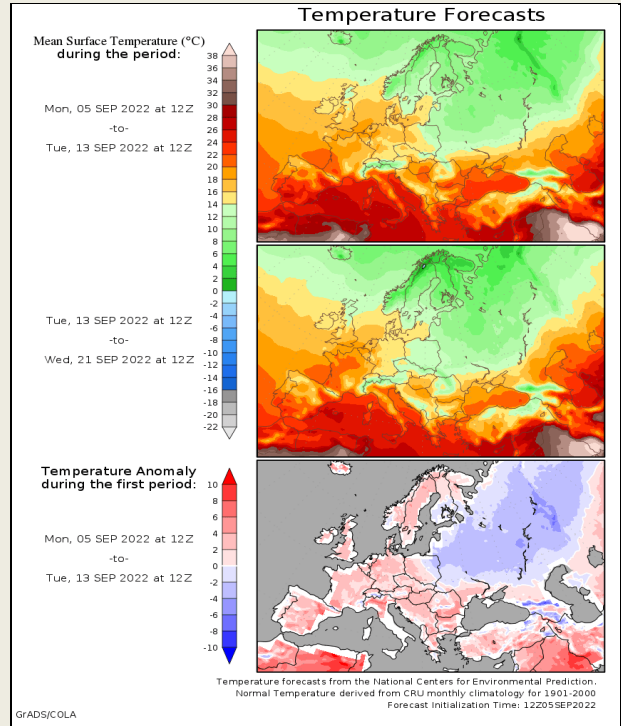 Temperature Forecasts
Mean Surface Temperature (°C)
during the period:
Mon, 05 SEP 2022 at 12Z
-to-
Tue, 13 SEP 2022 at 12Z
38
36
34
32
30
28
26
24
22
20
18
16
14
12
10
8
6
4
2
0
-2
-4
-6
-8
-10
-12
-14
-16
-18
-20
-22
Tue, 13 SEP 2022 at 12Z
-to-
Wed, 21 SEP 2022 at 12Z
Temperature Anomaly
during the first period:
Mon, 05 SEP 2022 at 12Z
-to-
Tue, 13 SEP 2022 at 12Z
10
8
6
4
2
0
-2
-4
-6
-8
-10
Temperature forecasts from the National Centers for Environmental Prediction.
Normal Temperature derived from CRU monthly climatology for 1901-2000
Forecast Initialization Time: 12Z05SEP2022
GrADS/COLA